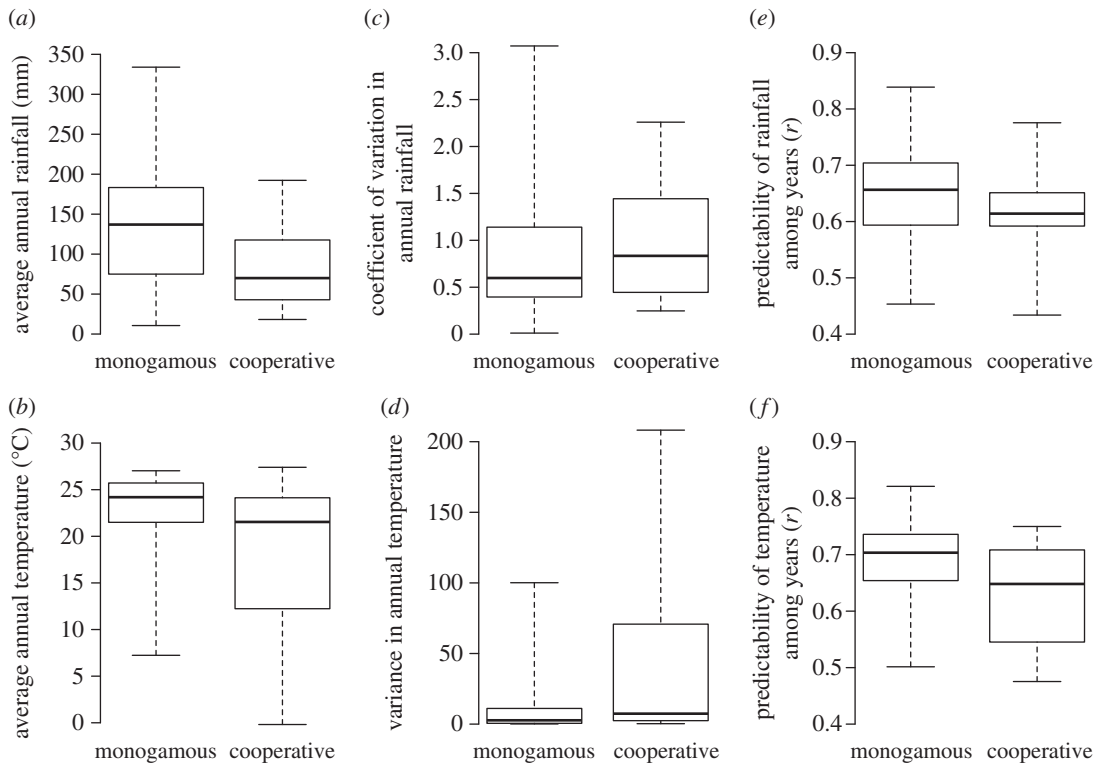 (a)
average annual rainfall (mm)
350
300
250
200
150
100
50
0
monogamous cooperative
(c)
coefficient of variation in
annual rainfall
3.0
2.5
2.0
1.5
1.0
0.5
0
monogamous cooperative
(e)
predictability of rainfall
among years (r)
0.9
0.8
0.7
0.6
0.5
0.4
monogamous cooperative
(b)
average annual temperature (°C)
30
25
20
15
10
5
0
monogamous cooperative
(d)
variance in annual temperature
200
150
100
50
0
monogamous cooperative
(f)
predictability of temperature
among years (r)
0.9
0.8
0.7
0.6
0.5
0.4
monogamous cooperative